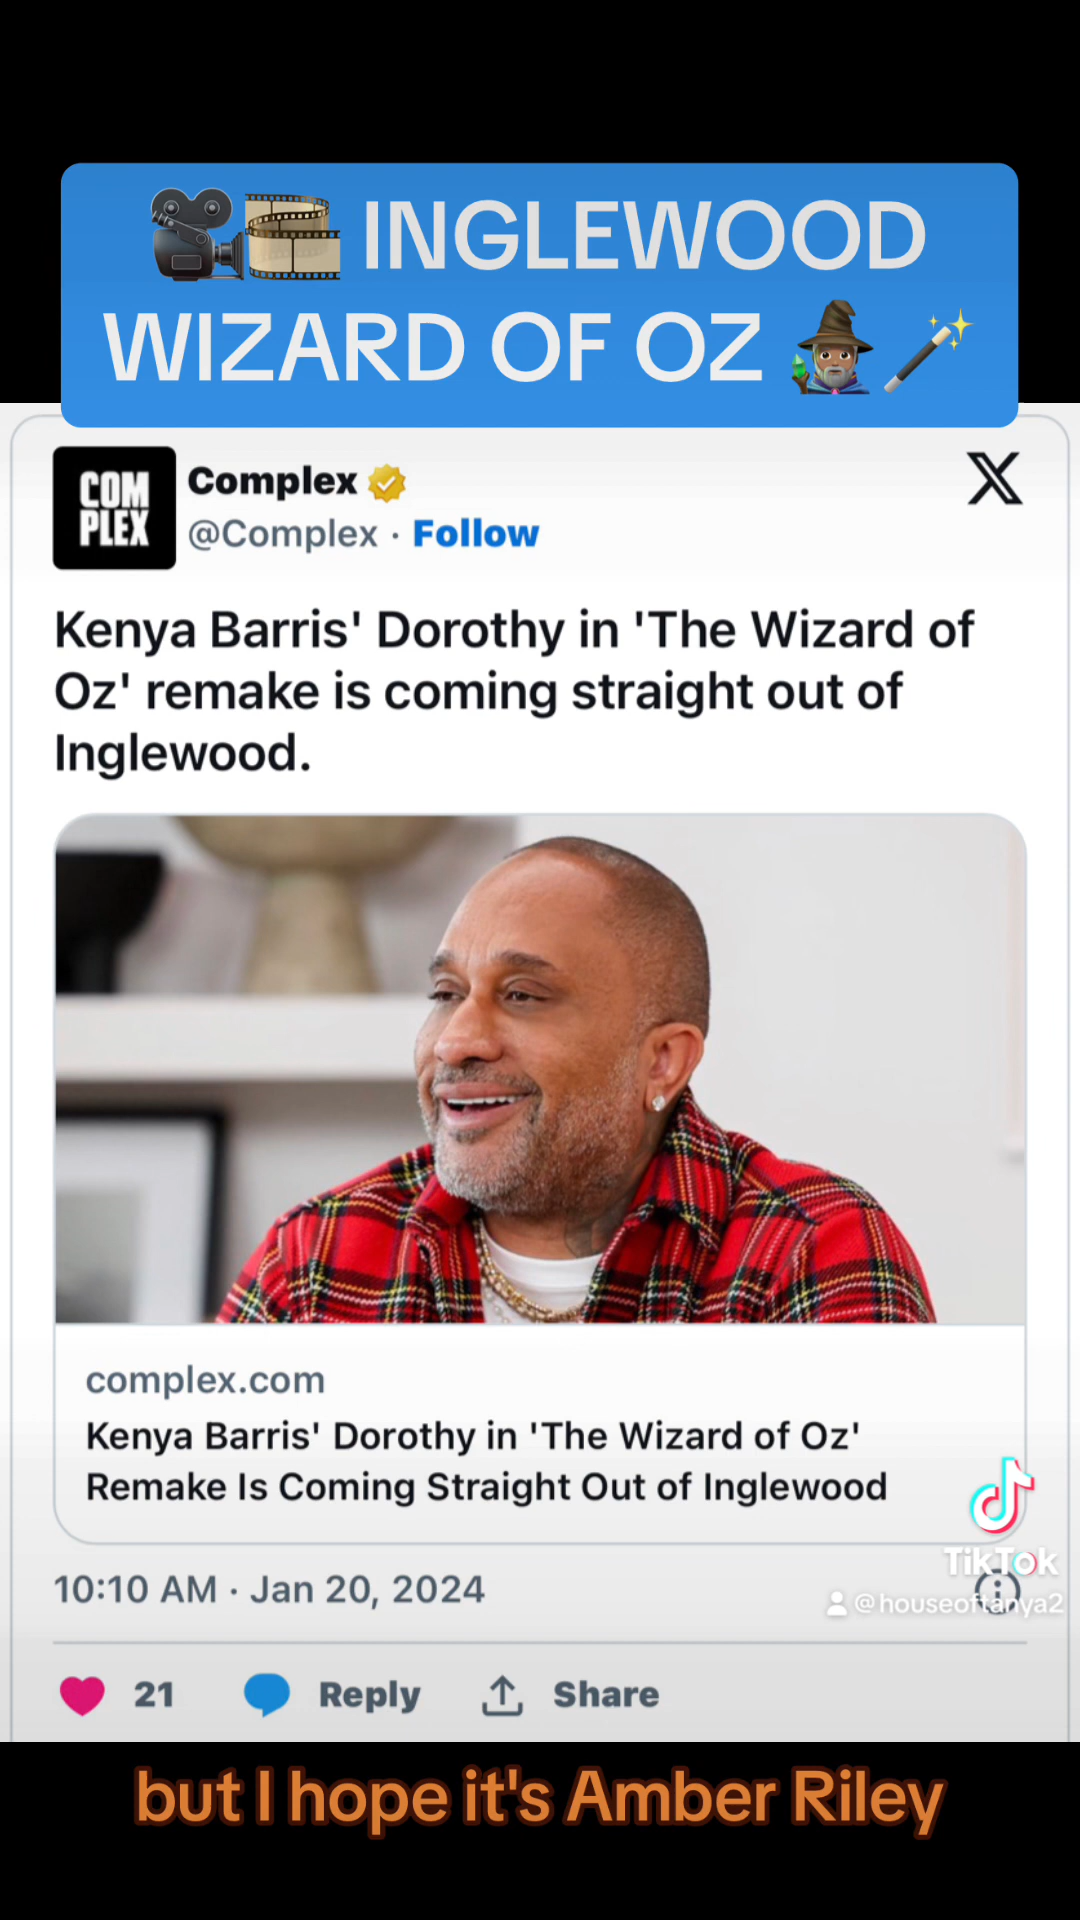 🎥🎞️ INGLEWOOD
WIZARD OF OZ 🧙🏽‍♂️🪄
COM
PLEX
Complex
@Complex · Follow
X
Kenya Barris' Dorothy in 'The Wizard of
Oz' remake is coming straight out of
Inglewood.
complex.com
Kenya Barris' Dorothy in 'The Wizard of Oz'
Remake Is Coming Straight Out of Inglewood
TikTok
10:10 AM · Jan 20, 2024
@houseoftanya2
21 Reply Share
but I hope it's Amber Riley